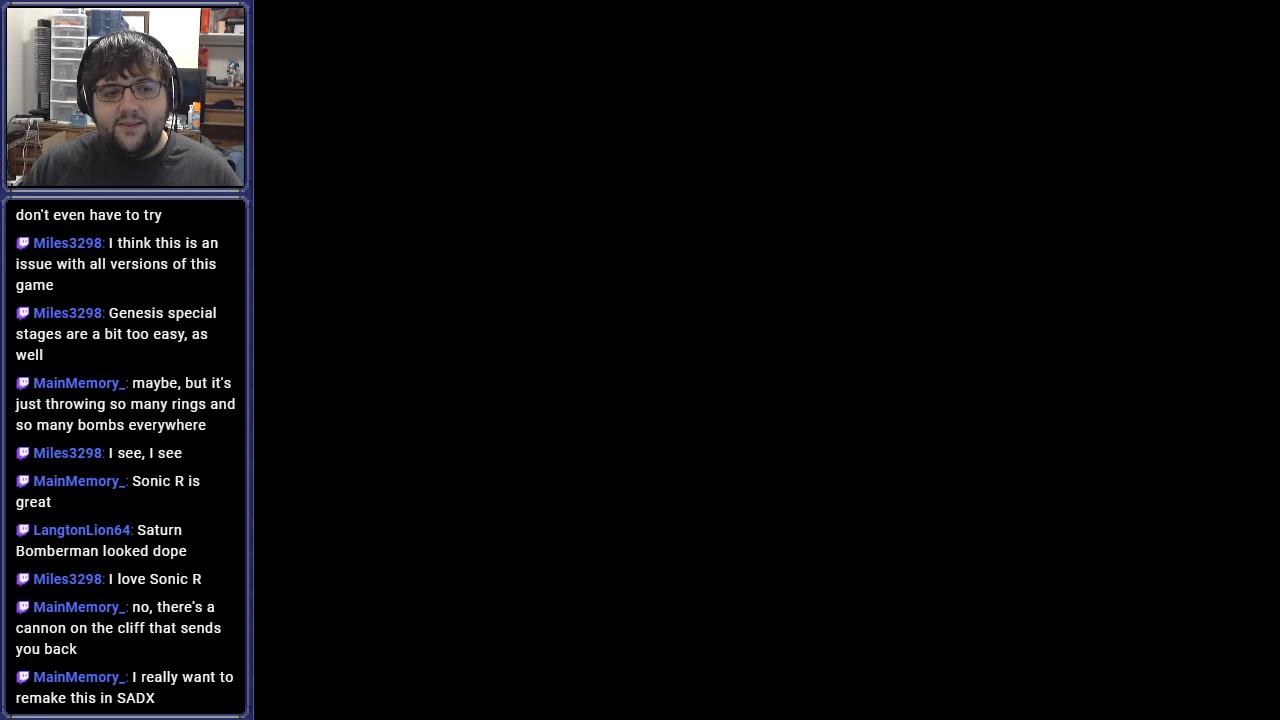 don't even have to try
Miles3298: I think this is an
issue with all versions of this
game
Miles3298: Genesis special
stages are a bit too easy, as
well
MainMemory_: maybe, but it's
just throwing so many rings and
so many bombs everywhere
Miles3298: I see, I see
MainMemory_: Sonic R is
great
LangtonLion64: Saturn
Bomberman looked dope
Miles3298: I love Sonic R
MainMemory_: no, there's a
cannon on the cliff that sends
you back
MainMemory_: I really want to
remake this in SADX